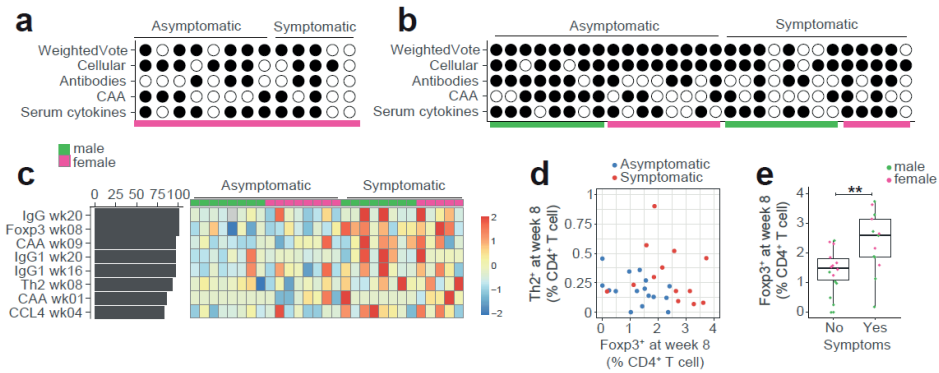 a
Asymptomatic Symptomatic
WeightedVote
Cellular
Antibodies
CAA
Serum cytokines
male
female
b
Asymptomatic Symptomatic
WeightedVote
Cellular
Antibodies
CAA
Serum cytokines
c
0 25 50 75 100
Asymptomatic Symptomatic
IgG wk20
Foxp3 wk08
CAA wk09
IgG1 wk20
IgG1 wk16
Th2 wk08
CAA wk01
CCL4 wk04
2
1
0
−1
−2
d
Asymptomatic
Symptomatic
Th2⁺ at week 8
(% CD4⁺ T cell)
1
0.75
0.5
0.25
0
0 1 2 3 4
Foxp3⁺ at week 8
(% CD4⁺ T cell)
e
male
female
**
Foxp3⁺ at week 8
(% CD4⁺ T cell)
4
3
2
1
0
No Yes
Symptoms